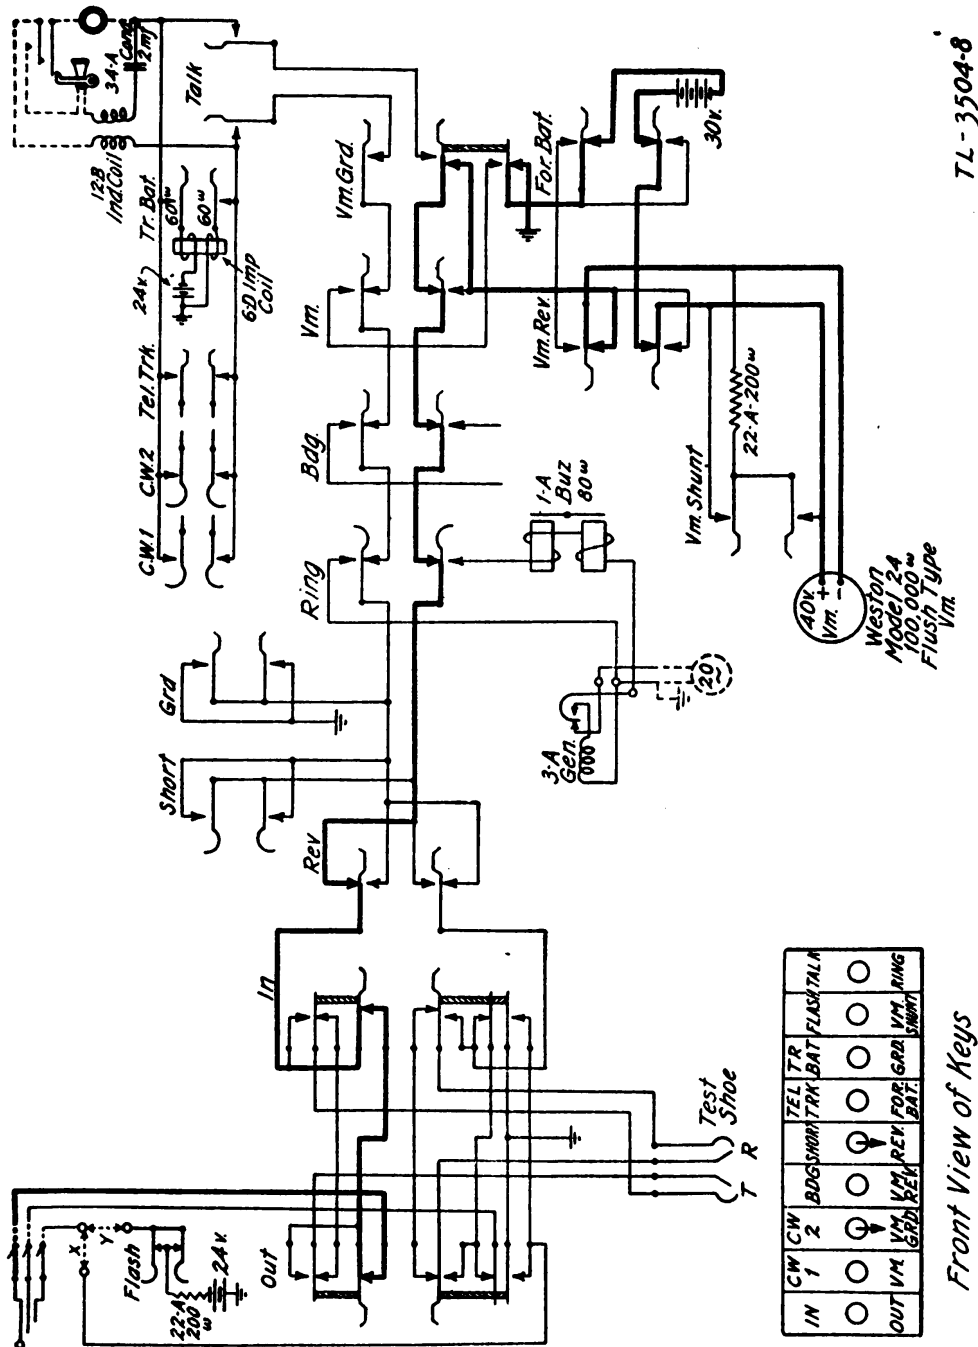 34-A
Cond.
2mf
Talk
12-B
Ind.Coil
Tr. Bat.
60ω
60ω
24v.
6-D Imp
Coil
Tel.Trk.
C.W.2
C.W.1
Vm.Grd.
Vm.
Bdg.
Ring
For. Bat.
30v.
Vm.Rev.
22-A-200ω
Vm.Shunt
1-A
Buz
80ω
40v.
+
Vm.
-
Weston
Model 24
100,000ω
Flush Type
Vm.
Grd
Short
Rev
3-A
Gen.
20
~
In
Out
X
Y
Flash
22-A
200
ω
24v.
Test
Shoe
T
R
IN
CW
1
CW
2
BDG
SHORT
TEL
TRK
TR
BAT
FLASH
TALK
OUT
VM.
VM.
GRD
VM.
REV.
REV.
FOR.
BAT.
GRD.
VM.
SHUNT
RING
Front View of Keys
TL-3504-8